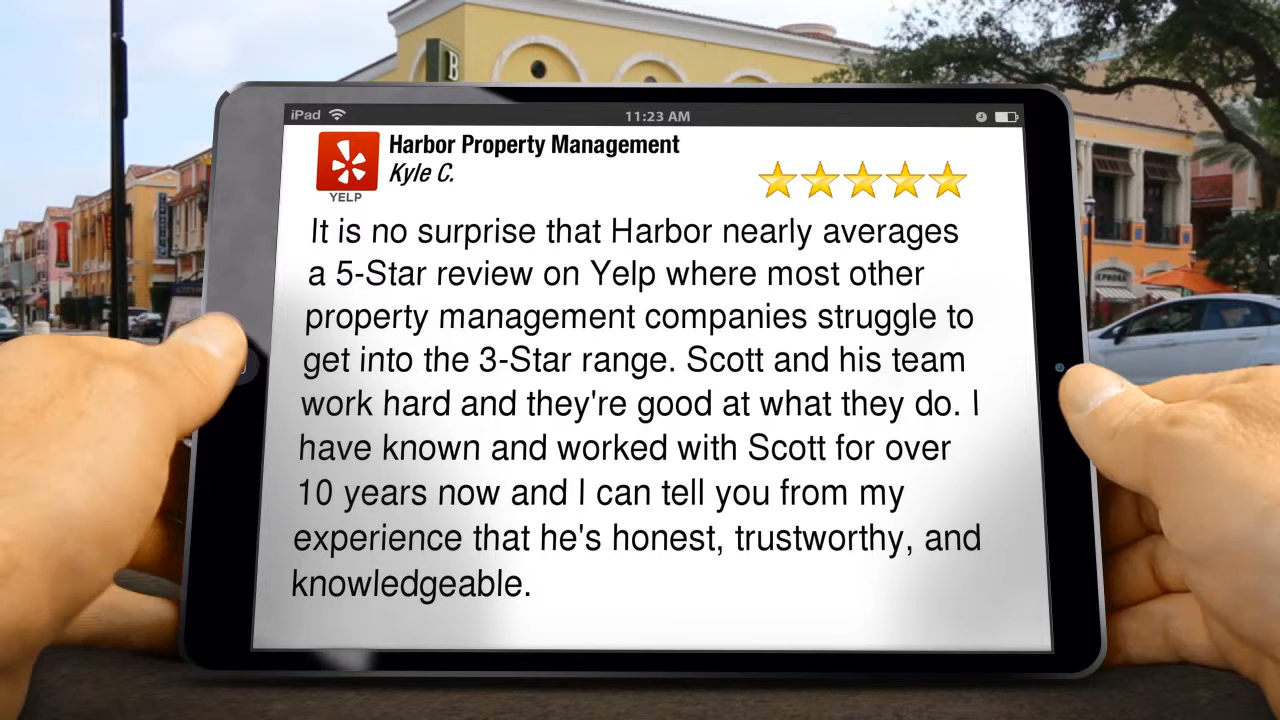 B
iPad
11:23 AM
Harbor Property Management
Kyle C.
YELP
It is no surprise that Harbor nearly averages
a 5-Star review on Yelp where most other
property management companies struggle to
get into the 3-Star range. Scott and his team
work hard and they're good at what they do. I
have known and worked with Scott for over
10 years now and I can tell you from my
experience that he's honest, trustworthy, and
knowledgeable.
SEPHORA